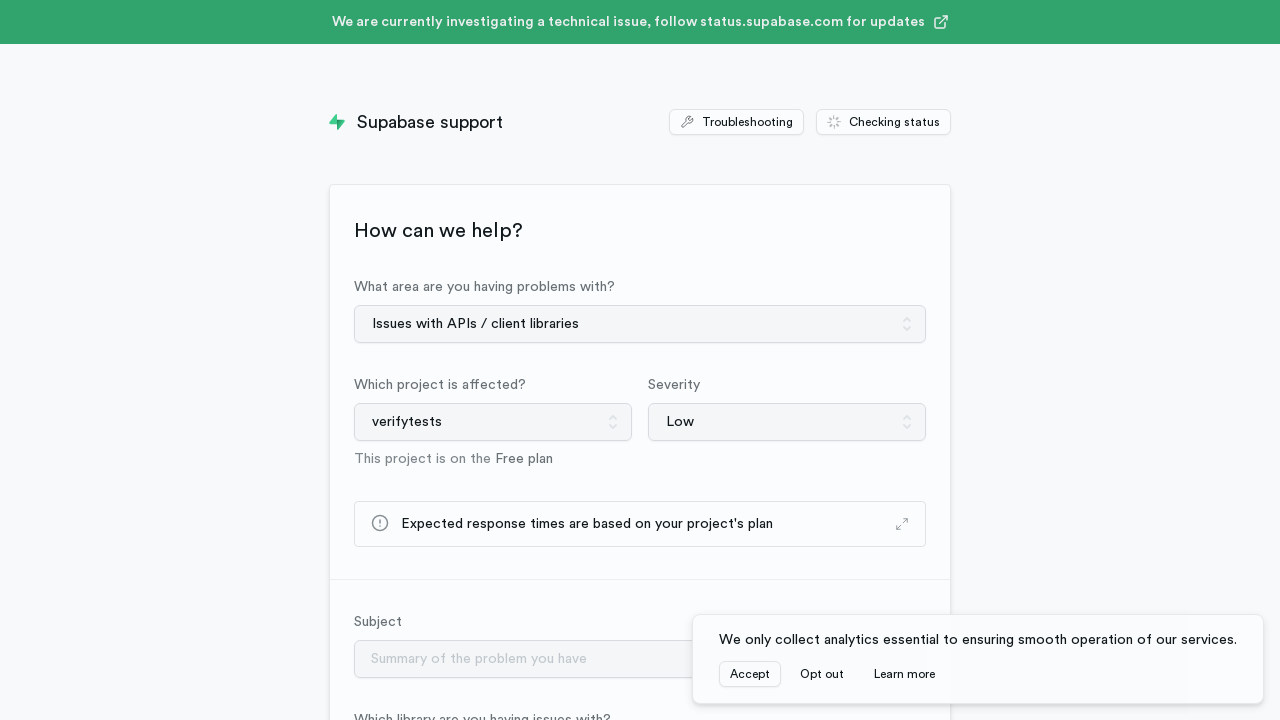 We are currently investigating a technical issue, follow status.supabase.com for updates
Supabase support
Troubleshooting
Checking status
How can we help?
What area are you having problems with?
Issues with APIs / client libraries
Which project is affected?
Severity
verifytests
Low
This project is on the Free plan
Expected response times are based on your project's plan
Subject
Summary of the problem you have
We only collect analytics essential to ensuring smooth operation of our services.
Accept
Opt out
Learn more
Which library are you having issues with?